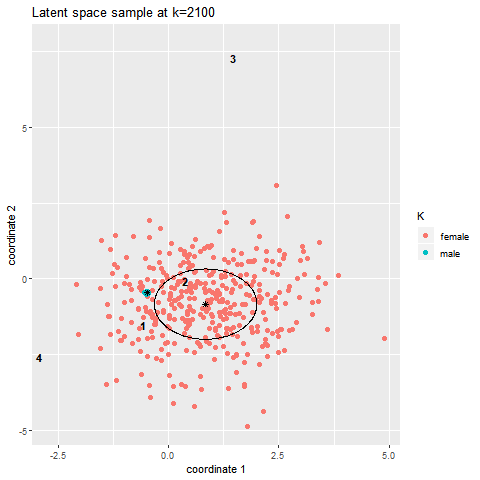 Latent space sample at k=2100
3
5
0
-5
2
1
4
-2.5
0.0
2.5
5.0
coordinate 1
coordinate 2
K
female
male